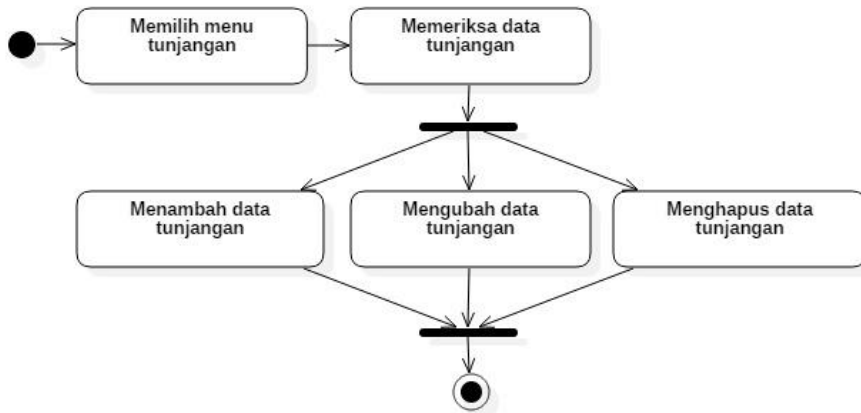 Memilih menu
tunjangan
Memeriksa data
tunjangan
Menambah data
tunjangan
Mengubah data
tunjangan
Menghapus data
tunjangan